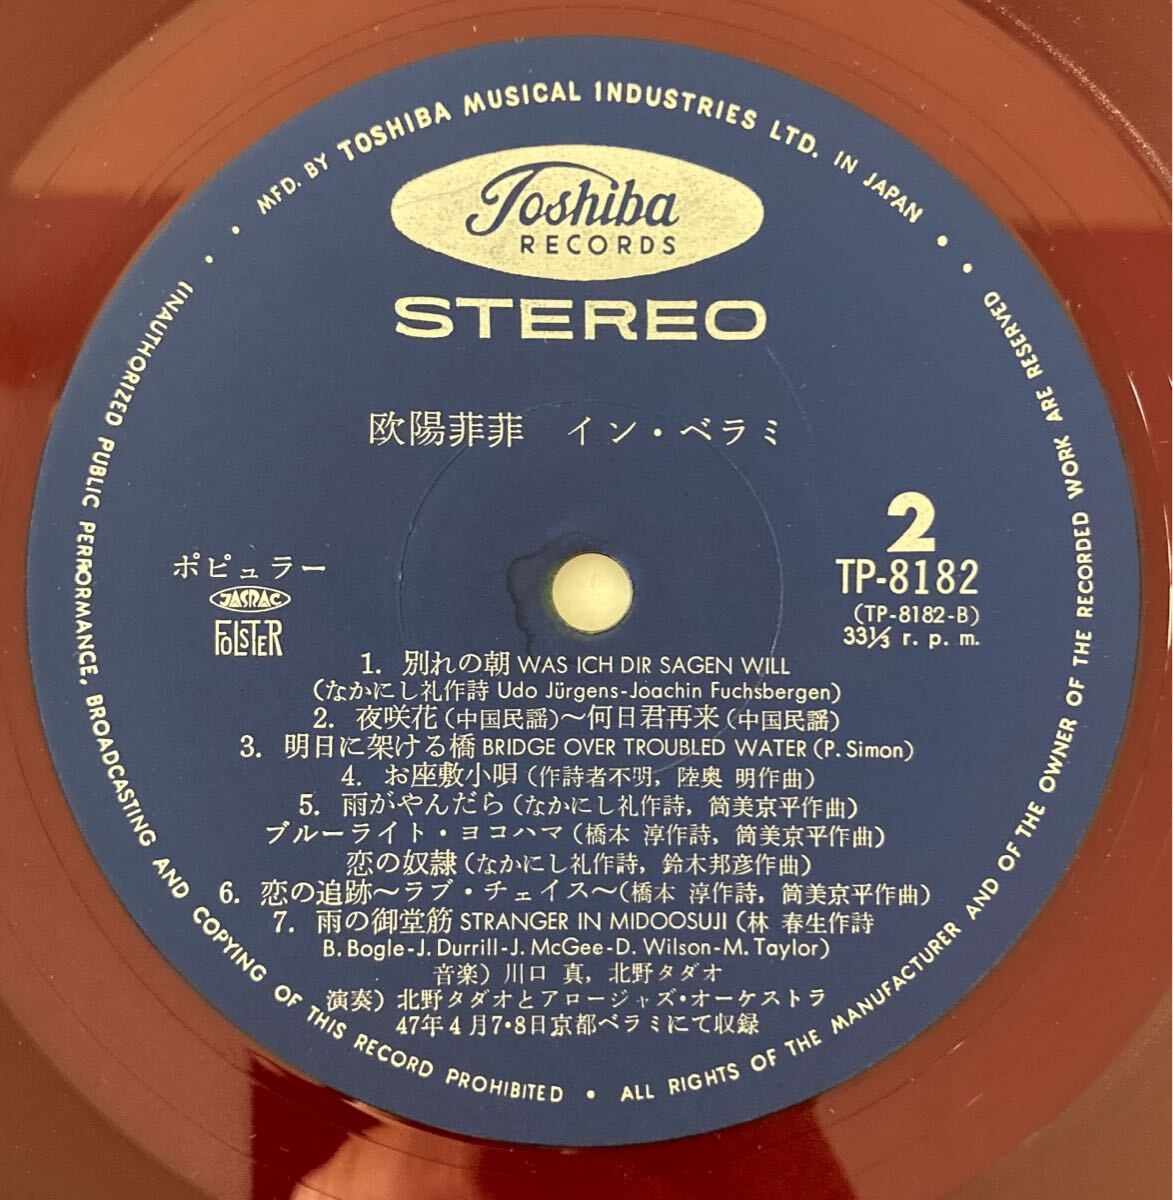 MFD. BY TOSHIBA MUSICAL INDUSTRIES LTD. IN JAPAN
Toshiba
RECORDS
STEREO
欧陽菲菲 イン・ベラミ
2
TP-8182
(TP-8182-B)
33⅓ r. p. m.
ポピュラー
JASRAC
FOLSTER
1. 別れの朝 WAS ICH DIR SAGEN WILL
(なかにし礼作詩 Udo Jürgens-Joachin Fuchsbergen)
2. 夜咲花(中国民謡)～何日君再来(中国民謡)
3. 明日に架ける橋 BRIDGE OVER TROUBLED WATER (P. Simon)
4. お座敷小唄(作詩者不明, 陸奥 明作曲)
5. 雨がやんだら(なかにし礼作詩, 筒美京平作曲)
ブルーライト・ヨコハマ(橋本 淳作詩, 筒美京平作曲)
恋の奴隷(なかにし礼作詩, 鈴木邦彦作曲)
6. 恋の追跡～ラブ・チェイス～(橋本 淳作詩, 筒美京平作曲)
7. 雨の御堂筋 STRANGER IN MIDOOSUJI (林 春生作詩
B. Bogle-J. Durrill-J. McGee-D. Wilson-M. Taylor)
音楽) 川口 真, 北野タダオ
演奏) 北野タダオとアロージャズ・オーケストラ
47年4月7・8日京都ベラミにて収録
UNAUTHORIZED PUBLIC PERFORMANCE, BROADCASTING AND COPYING OF THIS RECORD PROHIBITED • ALL RIGHTS OF THE MANUFACTURER AND OF THE OWNER OF THE RECORDED WORK ARE RESERVED